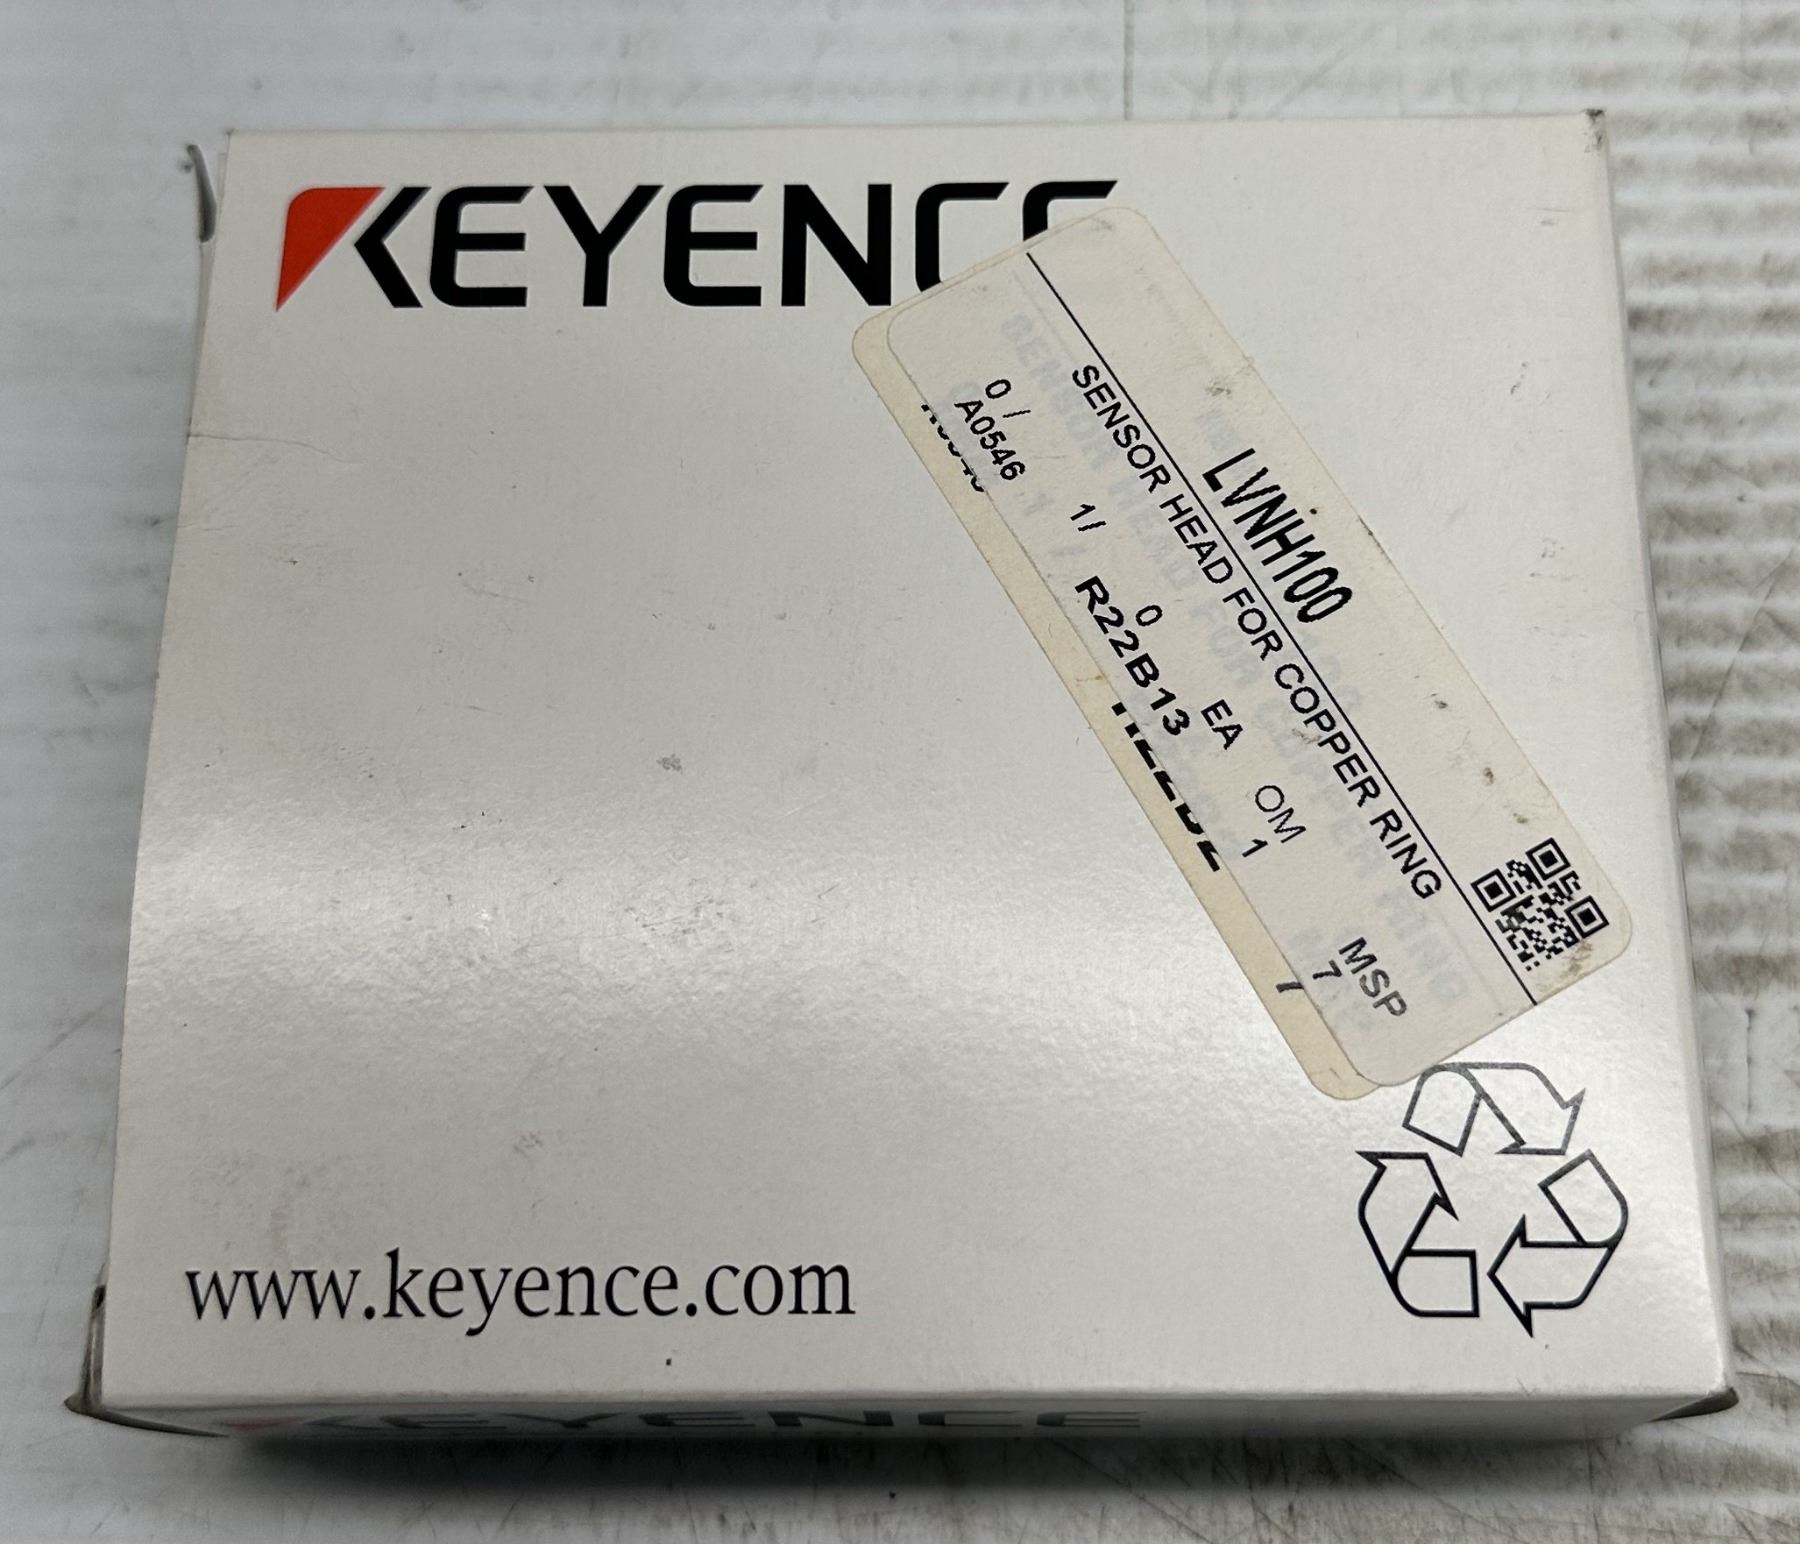 KEYENCE
LVNH100
SENSOR HEAD FOR COPPER RING
0 / 1/ 0 EA OM MSP
A0546 R22B13 1 7
www.keyence.com
KEYENCE